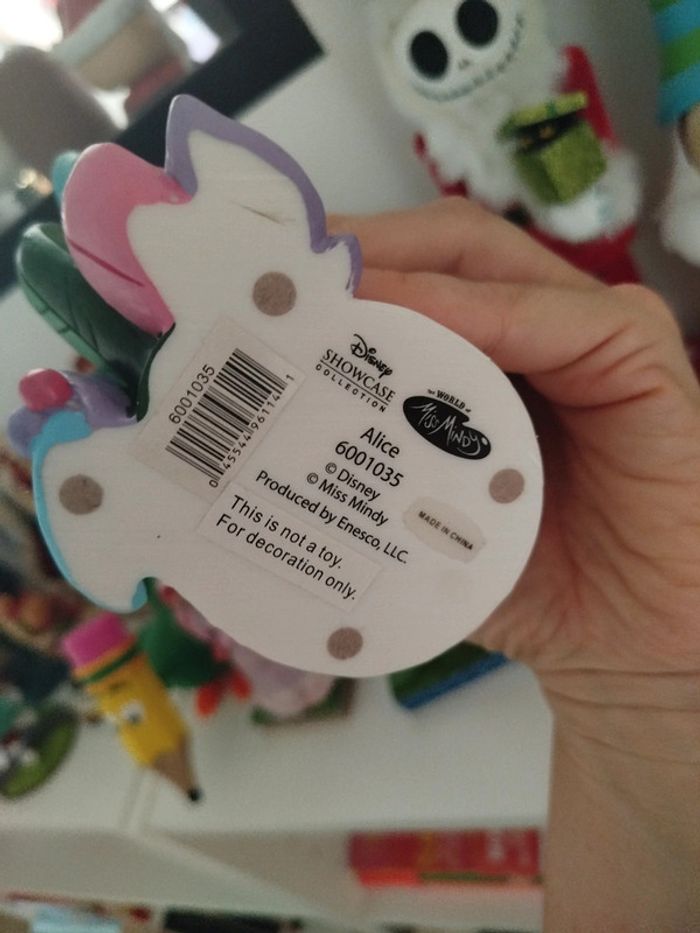 6001035
0 45544 96114 1
Disney
SHOWCASE
COLLECTION
THE WORLD of
Miss Mindy
Alice
6001035
© Disney
© Miss Mindy
Produced by Enesco, LLC.
MADE IN CHINA
This is not a toy.
For decoration only.